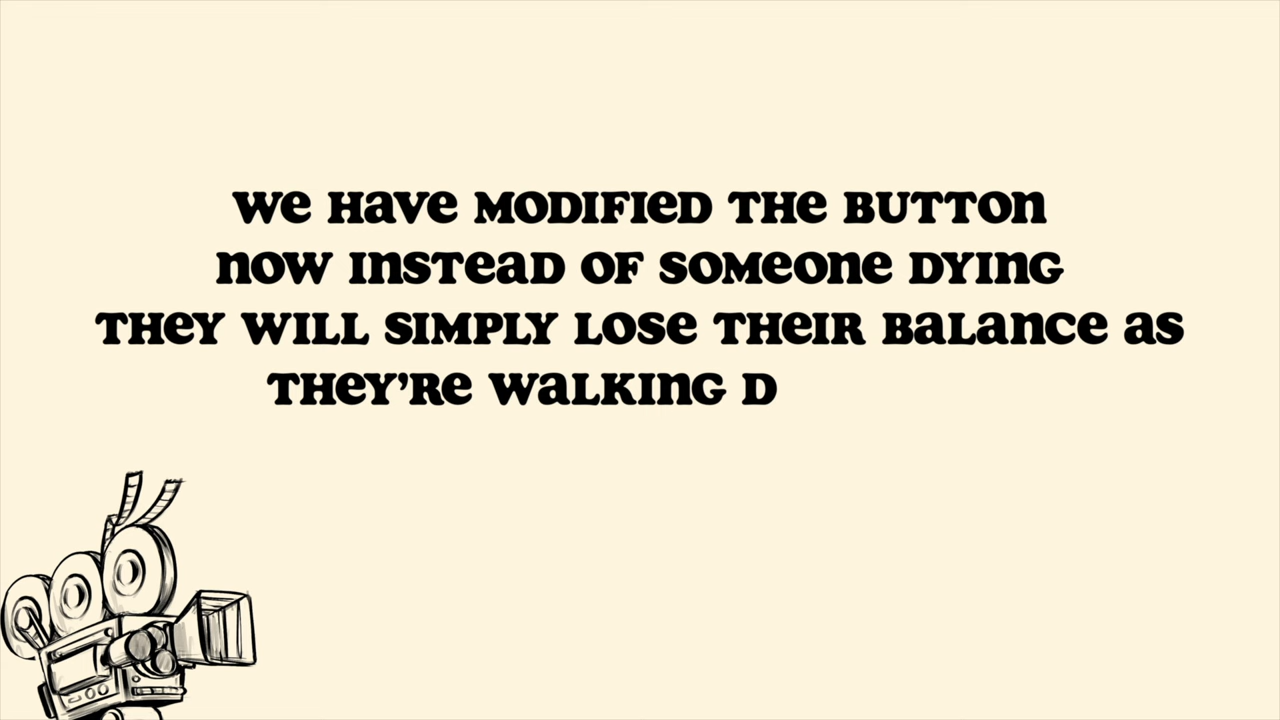 We Have MODIFIeD THe BUTTOn
nOW InSTeaD OF SOMeOne DYInG
THeY WILL SIMPLY LOSe THeIR BaLance as
THeY'Re WaLKInG D